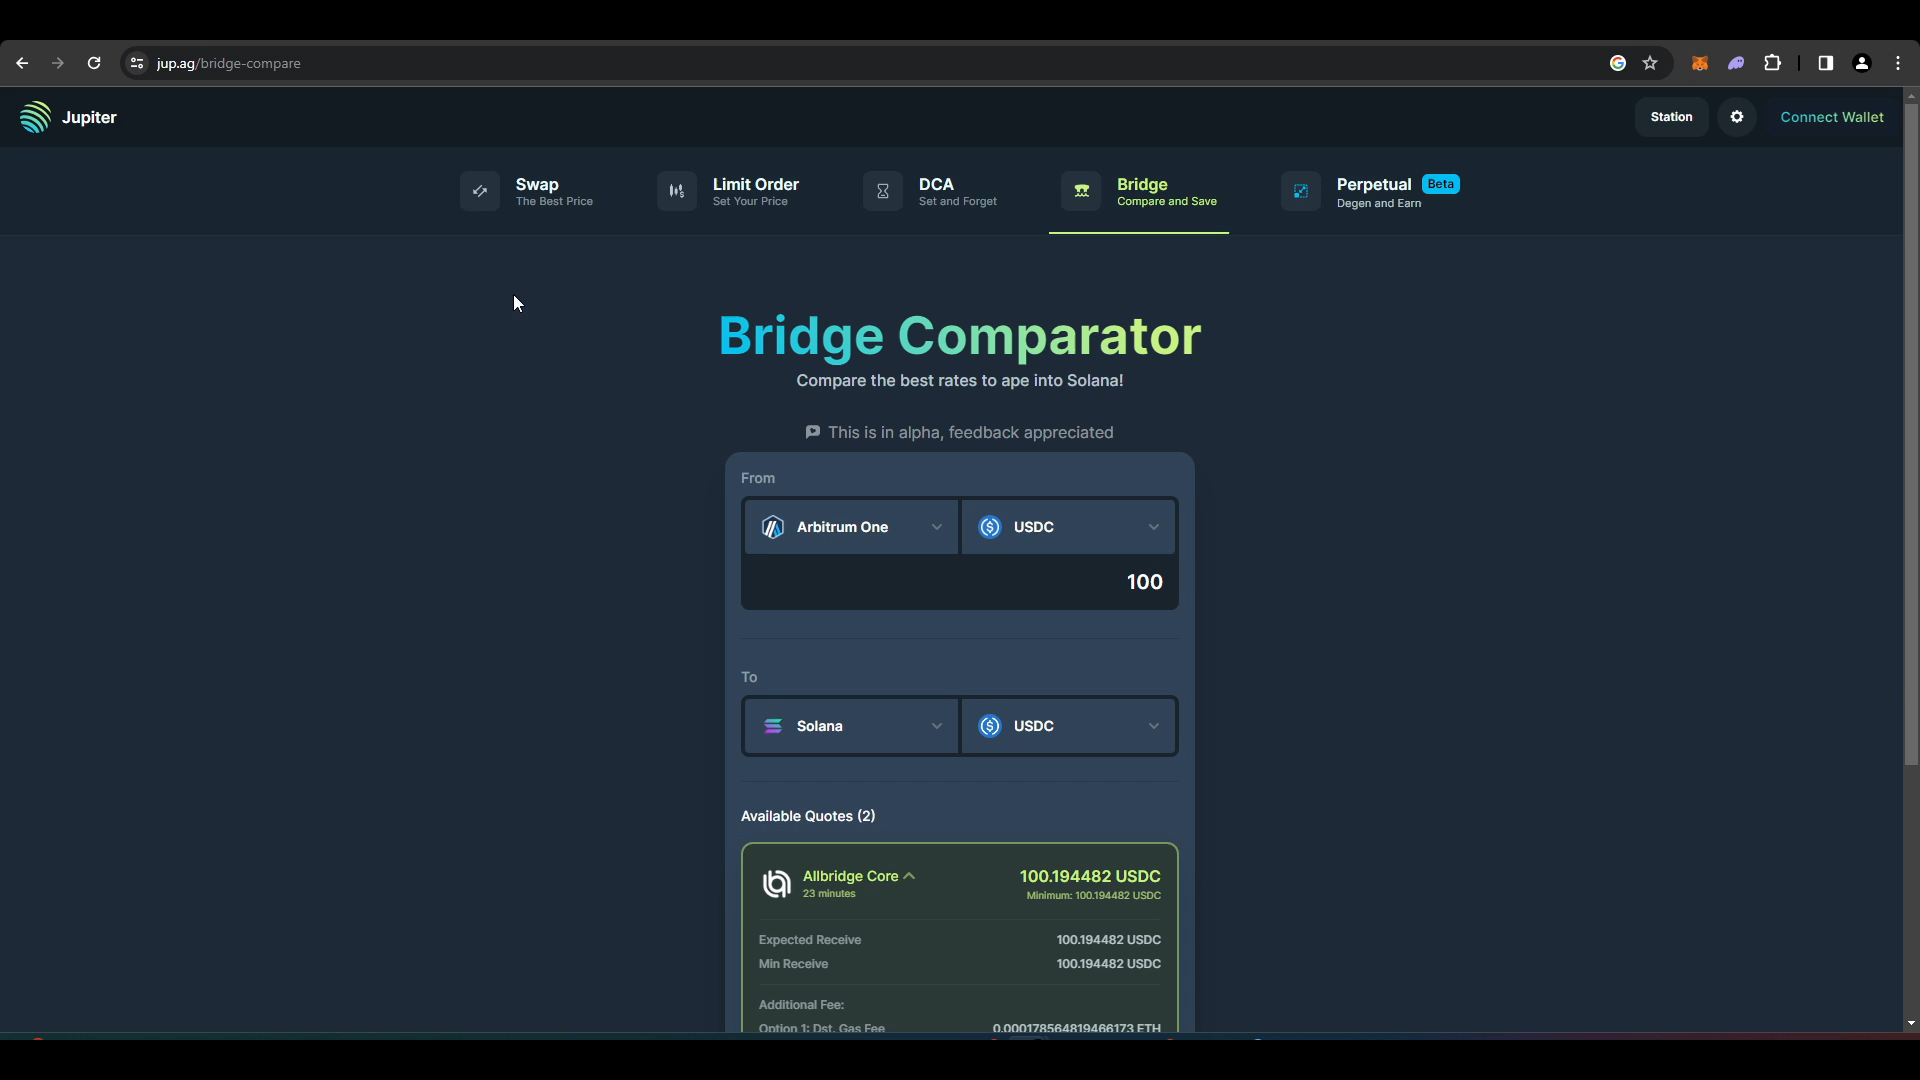 jup.ag/bridge-compare
Jupiter
Station
Connect Wallet
Swap
The Best Price
Limit Order
Set Your Price
DCA
Set and Forget
Bridge
Compare and Save
Perpetual Beta
Degen and Earn
Bridge Comparator
Compare the best rates to ape into Solana!
This is in alpha, feedback appreciated
From
Arbitrum One
USDC
100
To
Solana
USDC
Available Quotes (2)
Allbridge Core 100.194482 USDC
23 minutes Minimum: 100.194482 USDC
Expected Receive 100.194482 USDC
Min Receive 100.194482 USDC
Additional Fee:
Option 1: Dst. Gas Fee 0.000178564819466173 ETH